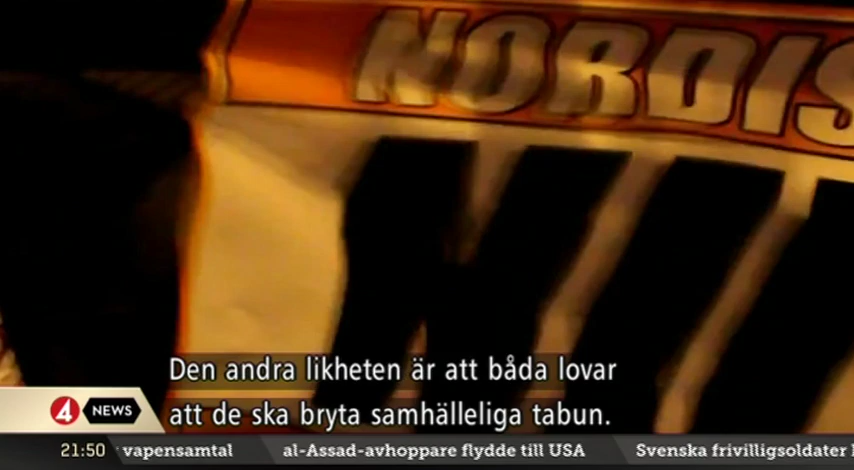 NORDIS
Den andra likheten är att båda lovar
att de ska bryta samhälleliga tabun.
4 NEWS
21:50 vapensamtal al-Assad-avhoppare flydde till USA Svenska frivilligsoldater